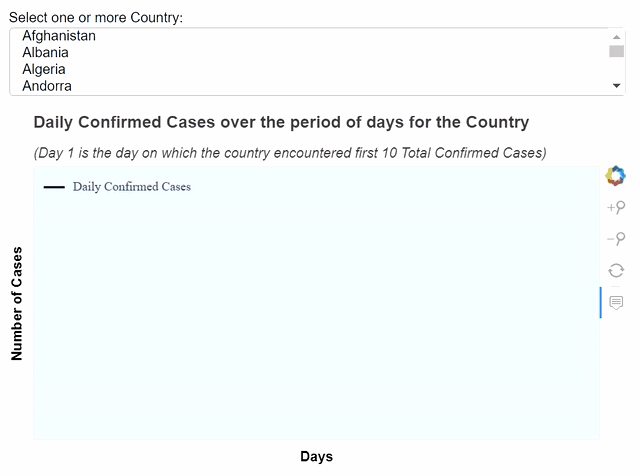 Select one or more Country:
Afghanistan
Albania
Algeria
Andorra
Daily Confirmed Cases over the period of days for the Country
(Day 1 is the day on which the country encountered first 10 Total Confirmed Cases)
Daily Confirmed Cases
Number of Cases
Days